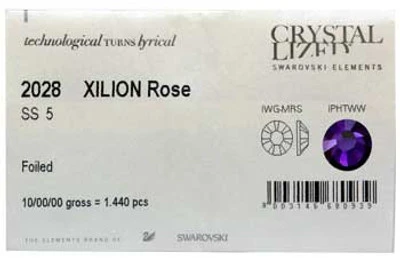 technological TURNS lyrical
CRYSTAL
LIZED
SWAROVSKI ELEMENTS
2028 XILION Rose
SS 5
IWG-MRS IPHTWW
Foiled
10/00/00 gross = 1.440 pcs
THE ELEMENTS BRAND OF
SWAROVSKI